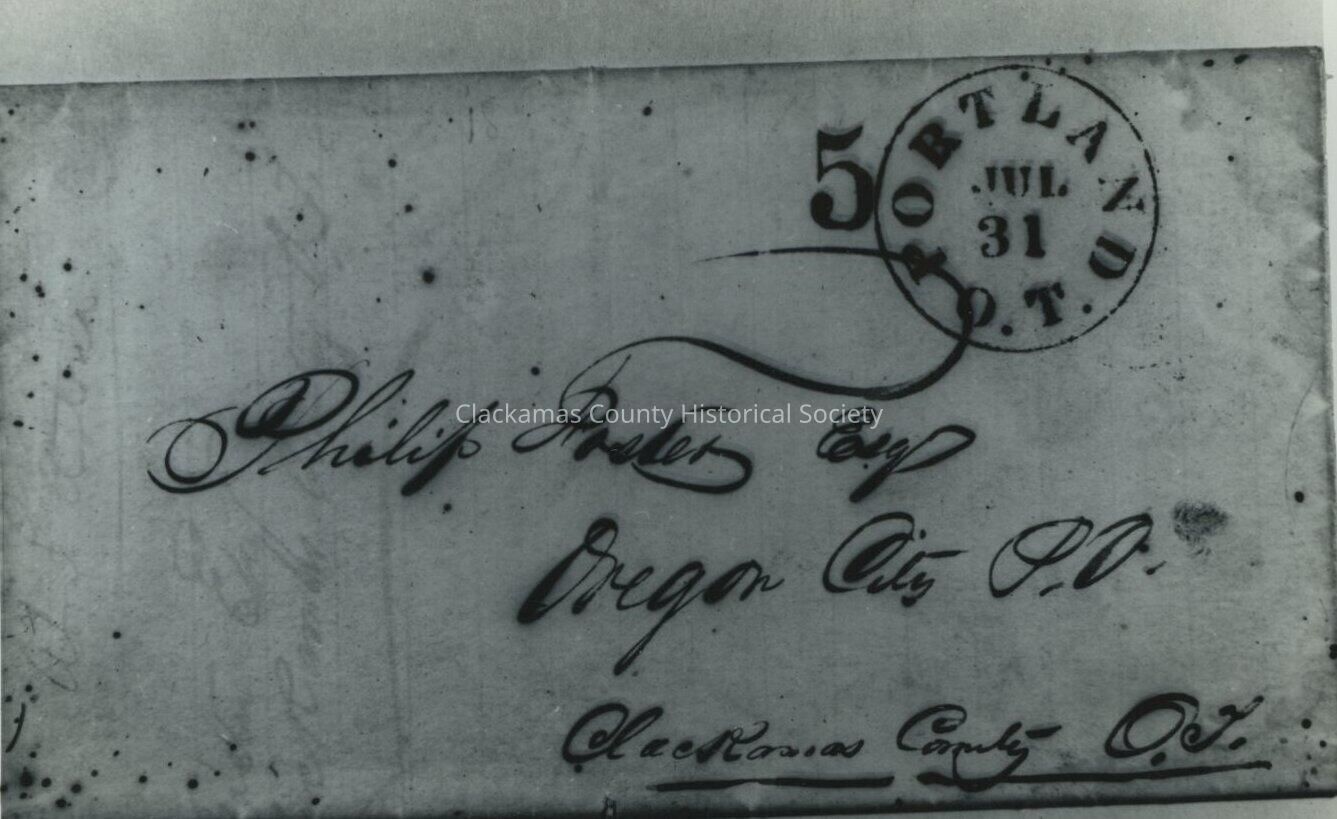 5
PORTLAND O.T.
JUL
31
Philip Foster Esq
Clackamas County Historical Society
Oregon City P.O.
Clackamas County O.T.